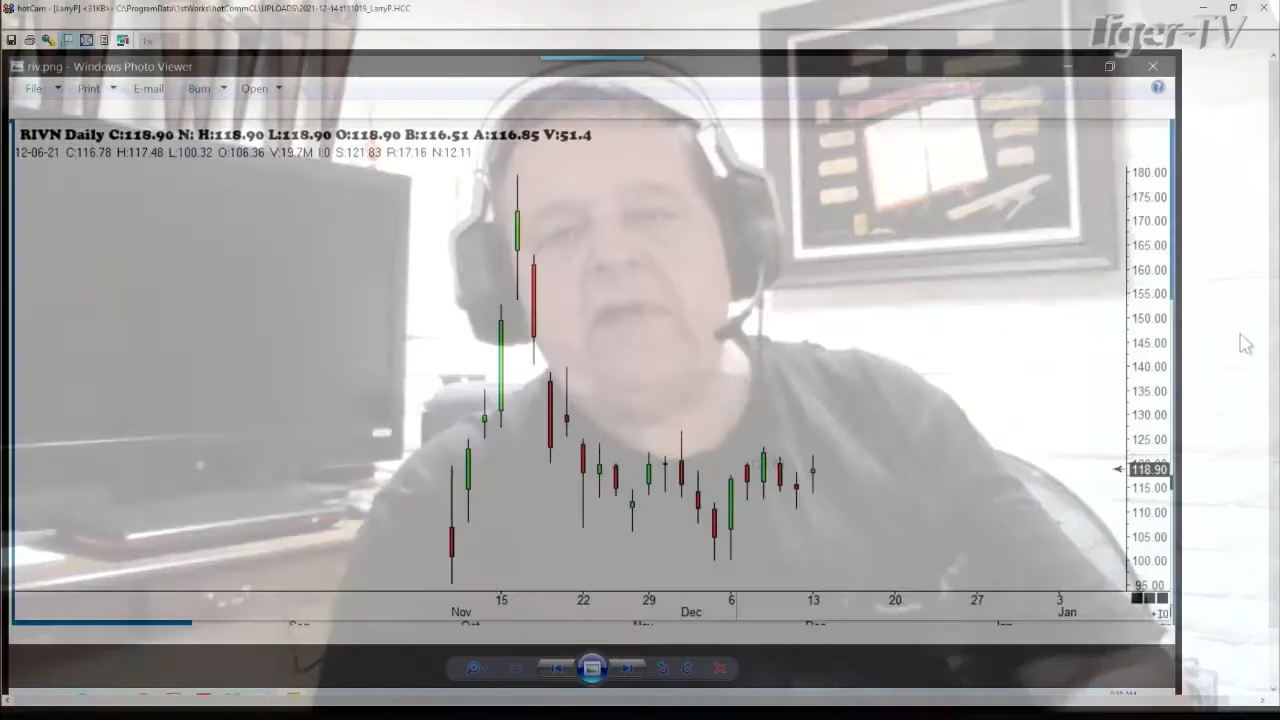 hotCam - [LarryP] <31KB>- C:\ProgramData\1stWorks\hotCommCL\UPLOADS\2021-12-14.t111019_LarryP.HCC
Tiger-TV
1x
riv.png - Windows Photo Viewer
File Print E-mail Burn Open
RIVN Daily C:118.90 N: H:118.90 L:118.90 O:118.90 B:116.51 A:116.85 V:51.4
12-06-21 C:116.78 H:117.48 L:100.32 O:106.36 V:19.7M I:0 S:121.83 R:17.16 N:12.11
180.00
175.00
170.00
165.00
160.00
155.00
150.00
145.00
140.00
135.00
130.00
125.00
118.90
115.00
110.00
105.00
100.00
95.00
15 22 29 6 13 20 27 3
Nov Dec Jan